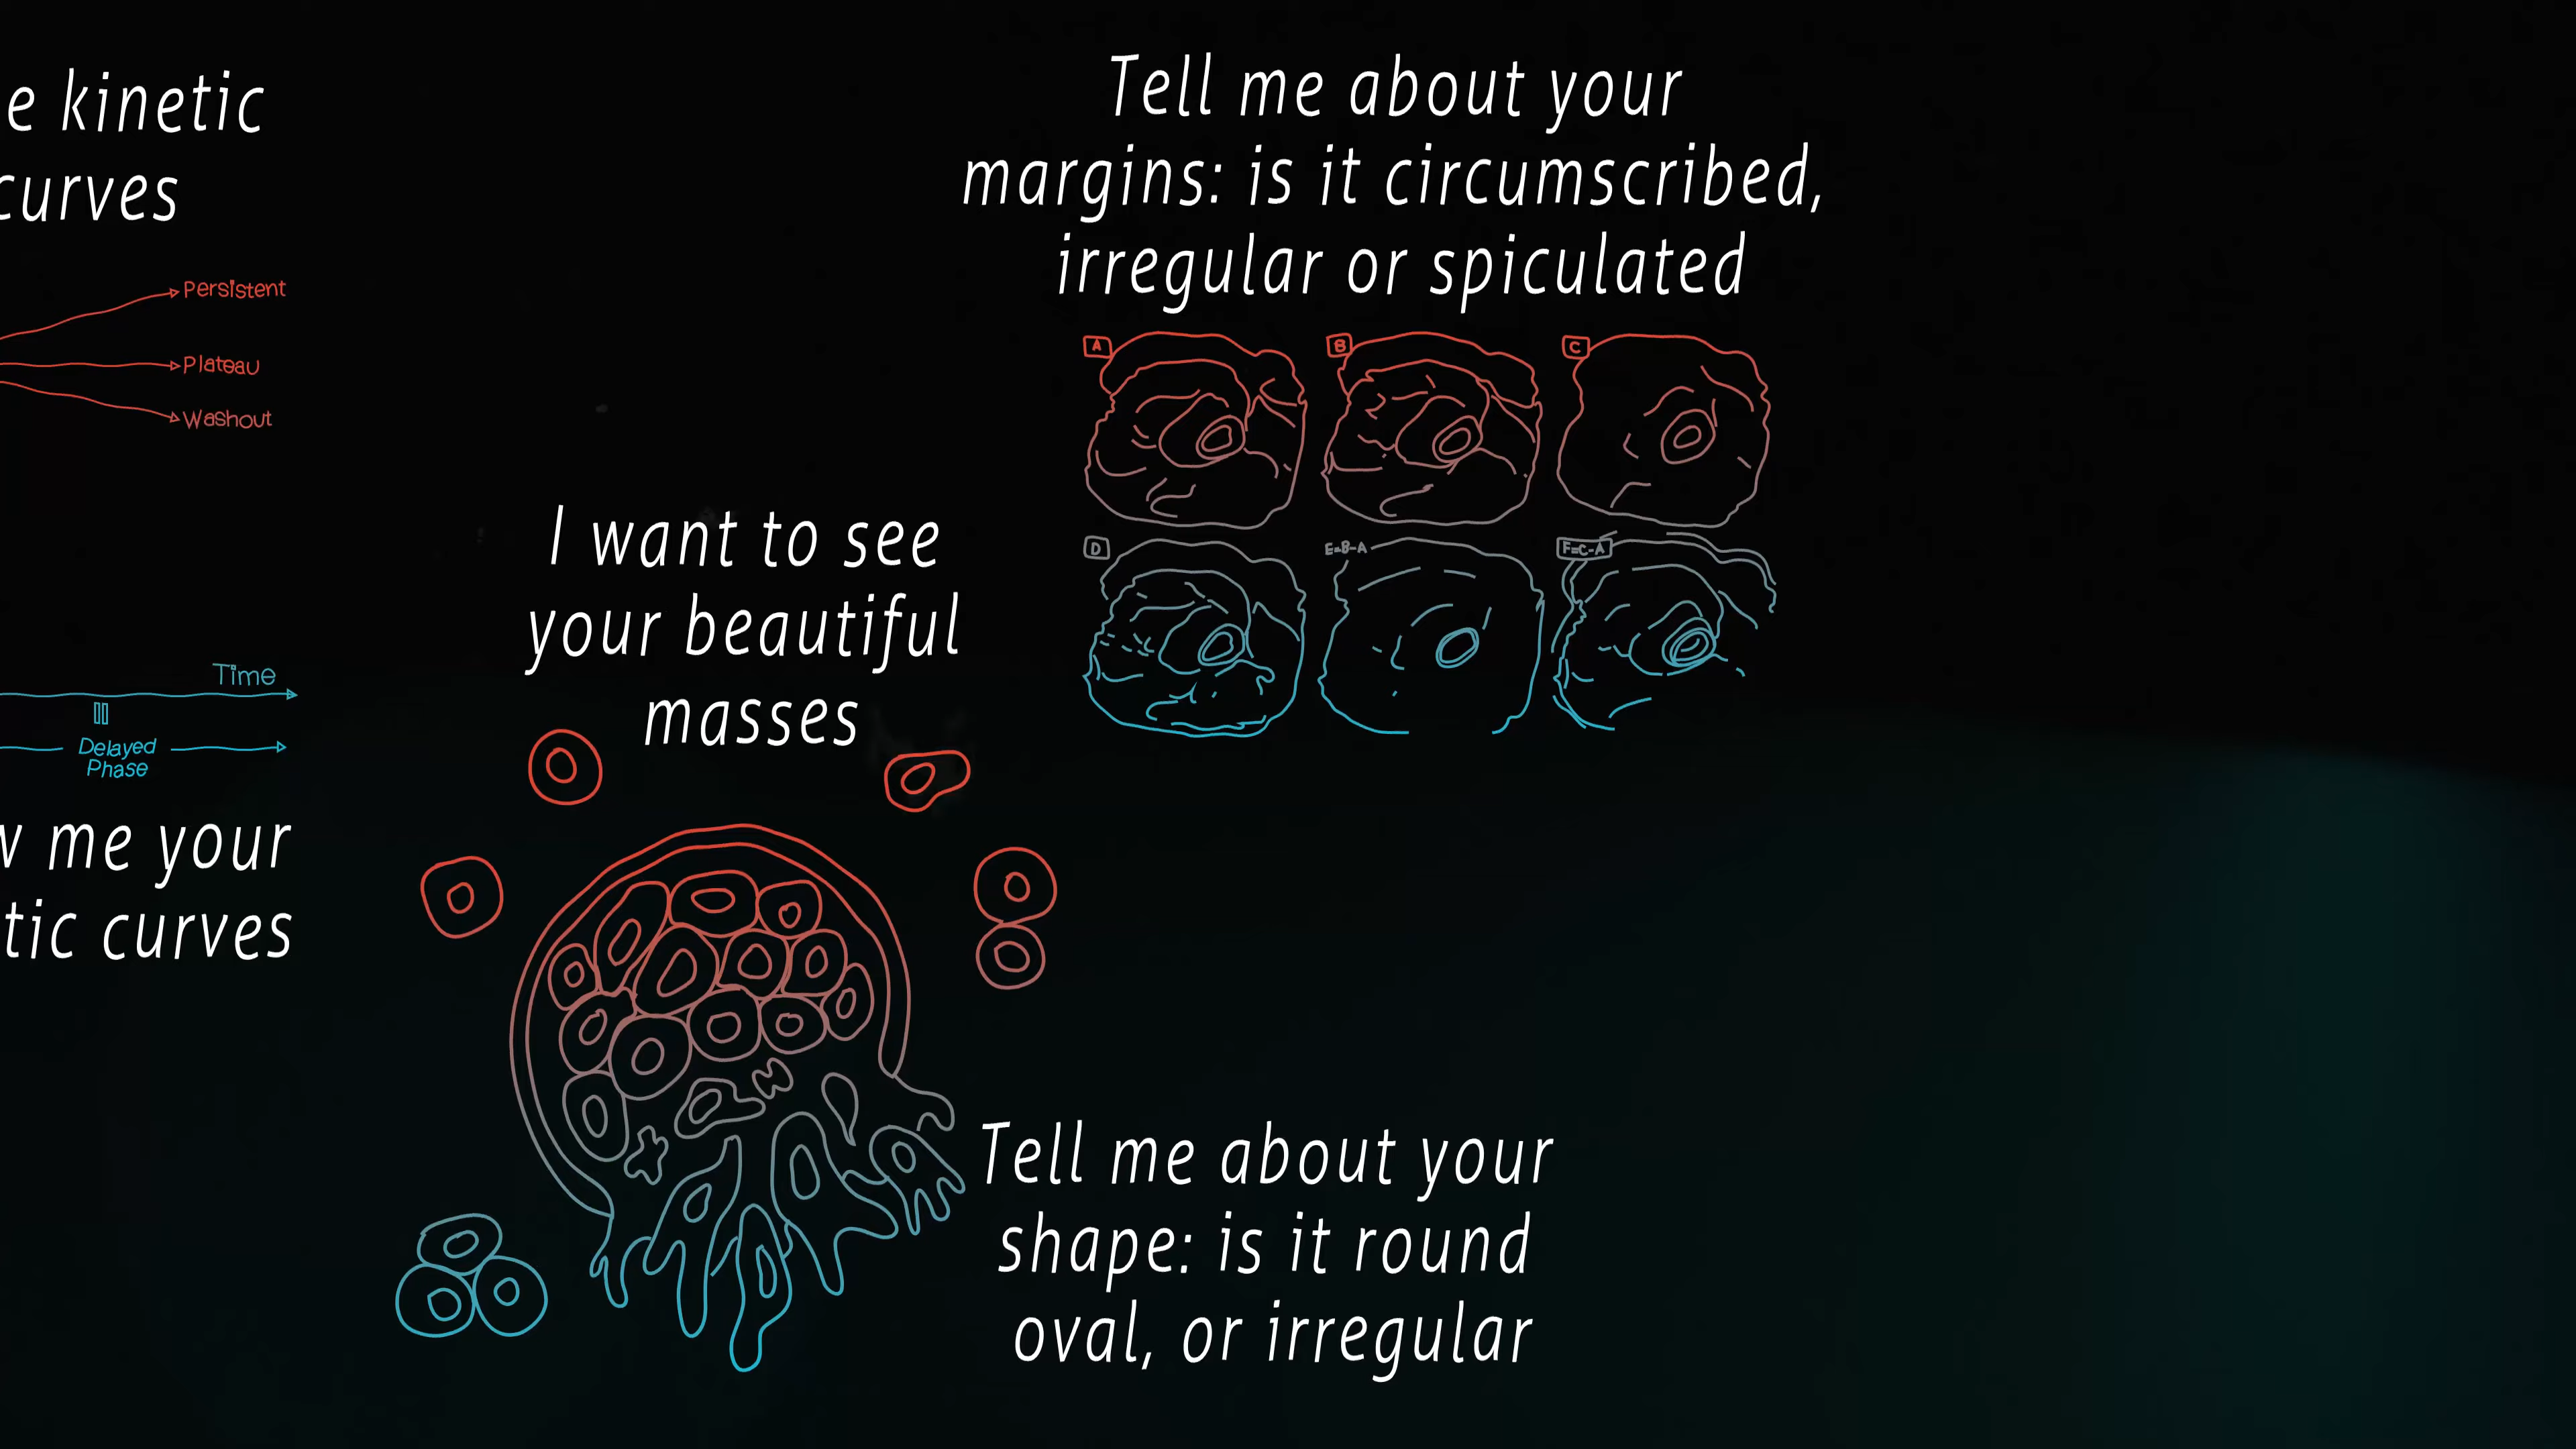 e kinetic
curves
Persistent
Plateau
Washout
Time
Delayed
Phase
w me your
tic curves
I want to see
your beautiful
masses
Tell me about your
margins: is it circumscribed,
irregular or spiculated
A
B
C
D
E=B-A
F=C-A
Tell me about your
shape: is it round
oval, or irregular